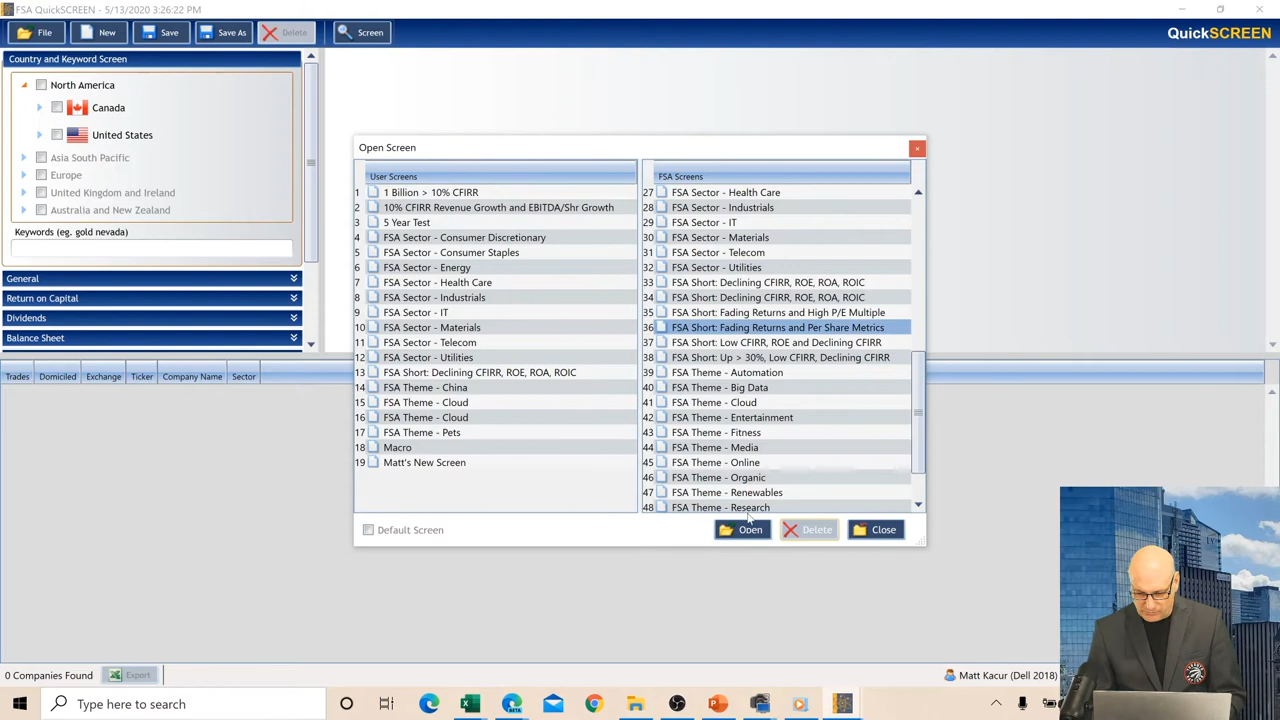 FSA QuickSCREEN - 5/13/2020 3:26:22 PM
File
New
Save
Save As
Delete
Screen
QuickSCREEN
Country and Keyword Screen
North America
Canada
United States
Asia South Pacific
Europe
United Kingdom and Ireland
Australia and New Zealand
Keywords (eg. gold nevada)
General
Return on Capital
Dividends
Balance Sheet
Trades Domiciled Exchange Ticker Company Name Sector
Open Screen
User Screens
1 1 Billion > 10% CFIRR
2 10% CFIRR Revenue Growth and EBITDA/Shr Growth
3 5 Year Test
4 FSA Sector - Consumer Discretionary
5 FSA Sector - Consumer Staples
6 FSA Sector - Energy
7 FSA Sector - Health Care
8 FSA Sector - Industrials
9 FSA Sector - IT
10 FSA Sector - Materials
11 FSA Sector - Telecom
12 FSA Sector - Utilities
13 FSA Short: Declining CFIRR, ROE, ROA, ROIC
14 FSA Theme - China
15 FSA Theme - Cloud
16 FSA Theme - Cloud
17 FSA Theme - Pets
18 Macro
19 Matt's New Screen
FSA Screens
27 FSA Sector - Health Care
28 FSA Sector - Industrials
29 FSA Sector - IT
30 FSA Sector - Materials
31 FSA Sector - Telecom
32 FSA Sector - Utilities
33 FSA Short: Declining CFIRR, ROE, ROA, ROIC
34 FSA Short: Declining CFIRR, ROE, ROA, ROIC
35 FSA Short: Fading Returns and High P/E Multiple
36 FSA Short: Fading Returns and Per Share Metrics
37 FSA Short: Low CFIRR, ROE and Declining CFIRR
38 FSA Short: Up > 30%, Low CFIRR, Declining CFIRR
39 FSA Theme - Automation
40 FSA Theme - Big Data
41 FSA Theme - Cloud
42 FSA Theme - Entertainment
43 FSA Theme - Fitness
44 FSA Theme - Media
45 FSA Theme - Online
46 FSA Theme - Organic
47 FSA Theme - Renewables
48 FSA Theme - Research
Default Screen
Open
Delete
Close
0 Companies Found
Export
Matt Kacur (Dell 2018)
Type here to search